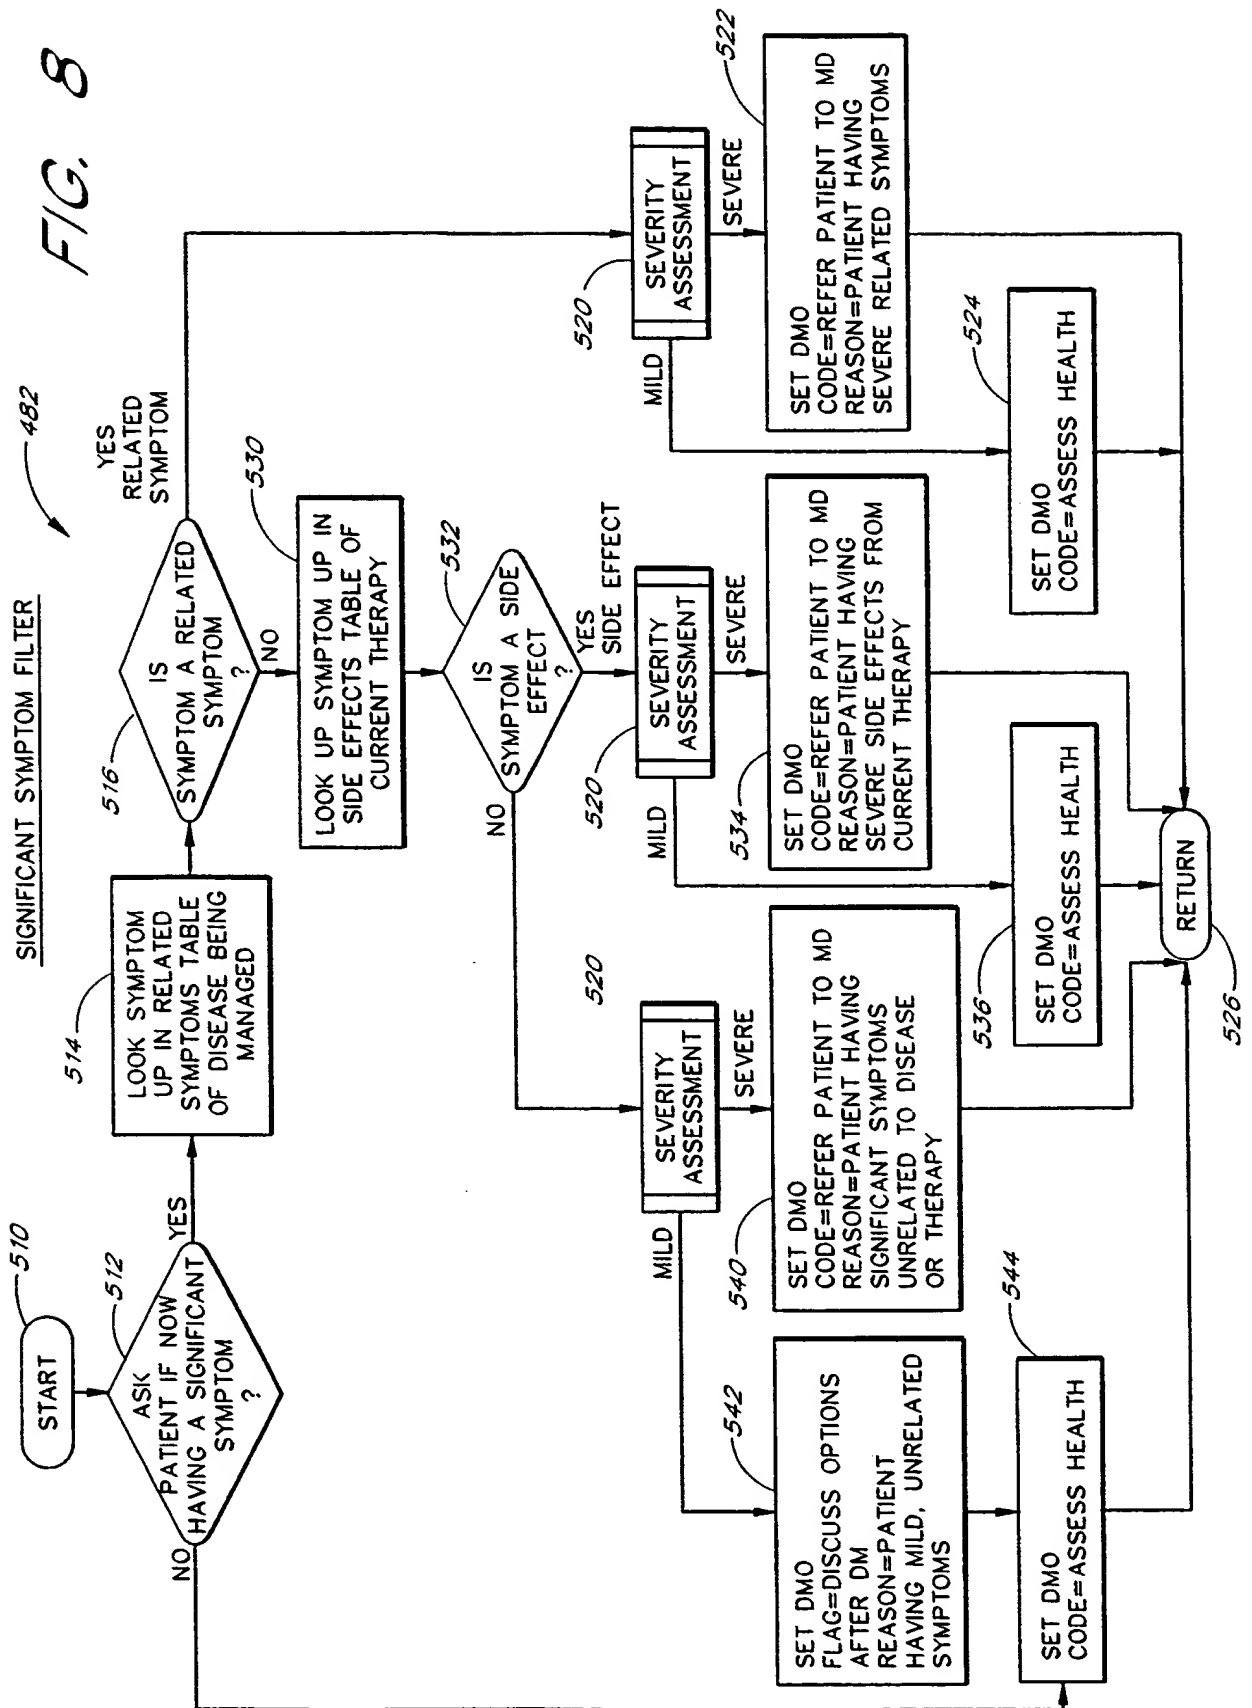 SIGNIFICANT SYMPTOM FILTER
482
FIG. 8
510
START
512
ASK
PATIENT IF NOW
HAVING A SIGNIFICANT
SYMPTOM
?
NO
YES
514
LOOK SYMPTOM
UP IN RELATED
SYMPTOMS TABLE
OF DISEASE BEING
MANAGED
516
IS
SYMPTOM A RELATED
SYMPTOM
?
YES
RELATED
SYMPTOM
NO
530
LOOK UP SYMPTOM UP IN
SIDE EFFECTS TABLE OF
CURRENT THERAPY
532
IS
SYMPTOM A SIDE
EFFECT
?
NO
YES
SIDE EFFECT
520
SEVERITY
ASSESSMENT
MILD
SEVERE
520
SEVERITY
ASSESSMENT
MILD
SEVERE
520
SEVERITY
ASSESSMENT
MILD
SEVERE
542
SET DMO
FLAG=DISCUSS OPTIONS
AFTER DM
REASON=PATIENT
HAVING MILD, UNRELATED
SYMPTOMS
540
SET DMO
CODE=REFER PATIENT TO MD
REASON=PATIENT HAVING
SIGNIFICANT SYMPTOMS
UNRELATED TO DISEASE
OR THERAPY
534
SET DMO
CODE=REFER PATIENT TO MD
REASON=PATIENT HAVING
SEVERE SIDE EFFECTS FROM
CURRENT THERAPY
522
SET DMO
CODE=REFER PATIENT TO MD
REASON=PATIENT HAVING
SEVERE RELATED SYMPTOMS
544
SET DMO
CODE=ASSESS HEALTH
536
SET DMO
CODE=ASSESS HEALTH
524
SET DMO
CODE=ASSESS HEALTH
RETURN
526